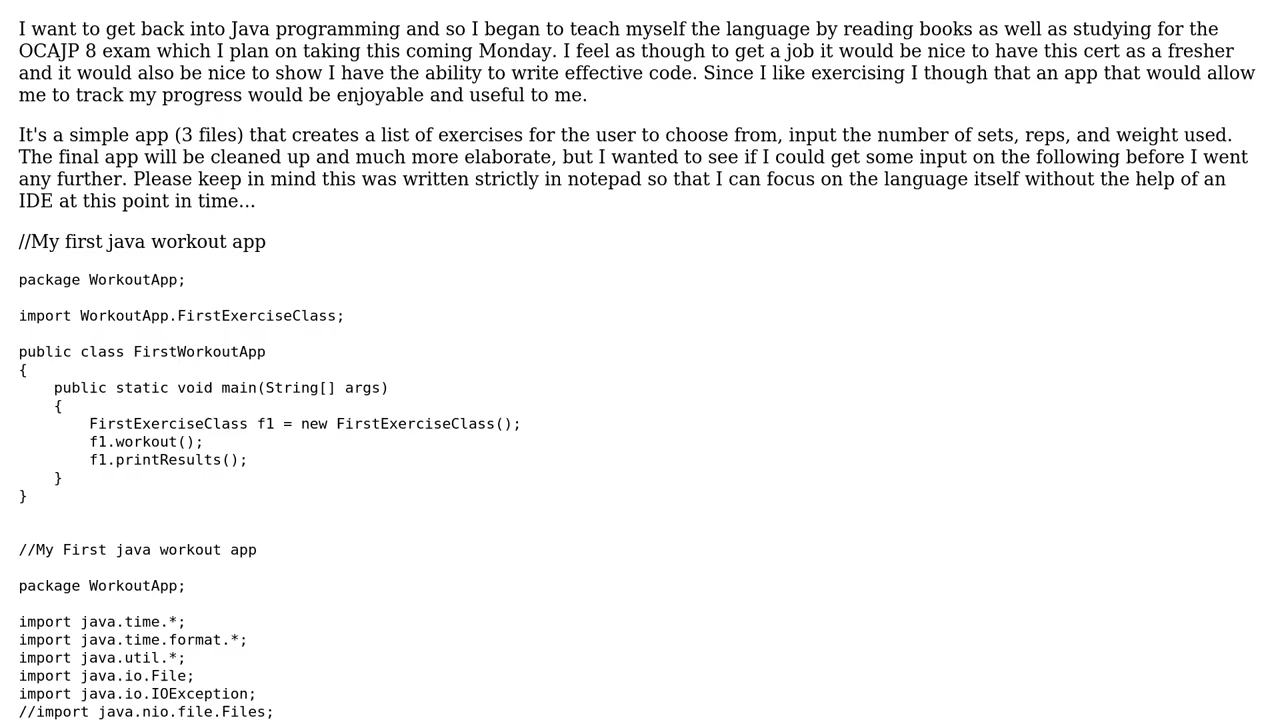 I want to get back into Java programming and so I began to teach myself the language by reading books as well as studying for the
OCAJP 8 exam which I plan on taking this coming Monday. I feel as though to get a job it would be nice to have this cert as a fresher
and it would also be nice to show I have the ability to write effective code. Since I like exercising I though that an app that would allow
me to track my progress would be enjoyable and useful to me.
It's a simple app (3 files) that creates a list of exercises for the user to choose from, input the number of sets, reps, and weight used.
The final app will be cleaned up and much more elaborate, but I wanted to see if I could get some input on the following before I went
any further. Please keep in mind this was written strictly in notepad so that I can focus on the language itself without the help of an
IDE at this point in time...
//My first java workout app
package WorkoutApp;
import WorkoutApp.FirstExerciseClass;
public class FirstWorkoutApp
{
    public static void main(String[] args)
    {
        FirstExerciseClass f1 = new FirstExerciseClass();
        f1.workout();
        f1.printResults();
    }
}
//My First java workout app
package WorkoutApp;
import java.time.*;
import java.time.format.*;
import java.util.*;
import java.io.File;
import java.io.IOException;
//import java.nio.file.Files;